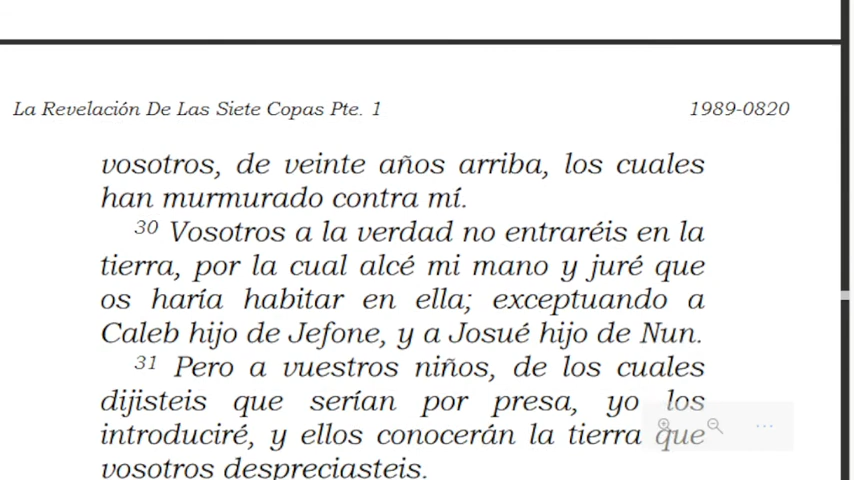 La Revelación De Las Siete Copas Pte. 1 1989-0820
vosotros, de veinte años arriba, los cuales
han murmurado contra mí.
30 Vosotros a la verdad no entraréis en la
tierra, por la cual alcé mi mano y juré que
os haría habitar en ella; exceptuando a
Caleb hijo de Jefone, y a Josué hijo de Nun.
31 Pero a vuestros niños, de los cuales
dijisteis que serían por presa, yo los
introduciré, y ellos conocerán la tierra que
vosotros despreciasteis.